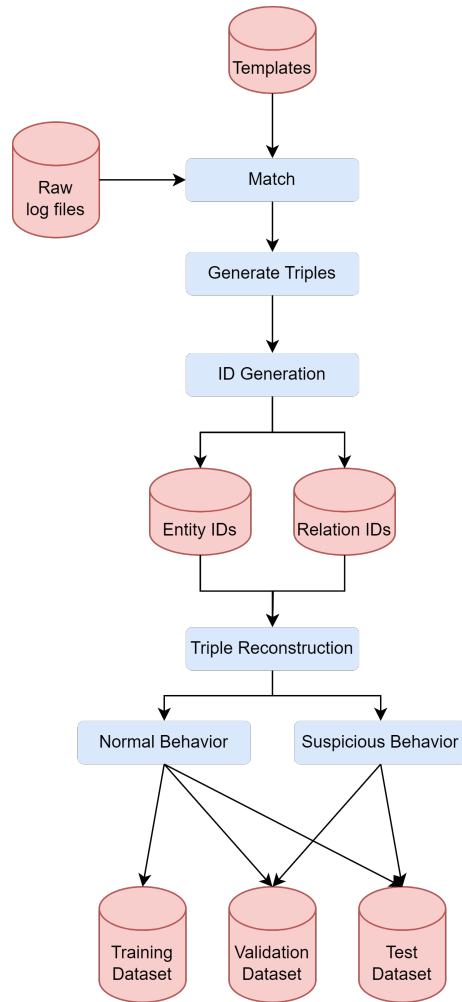 Templates
Raw
log files
Match
Generate Triples
ID Generation
Entity IDs
Relation IDs
Triple Reconstruction
Normal Behavior
Suspicious Behavior
Training
Dataset
Validation
Dataset
Test
Dataset